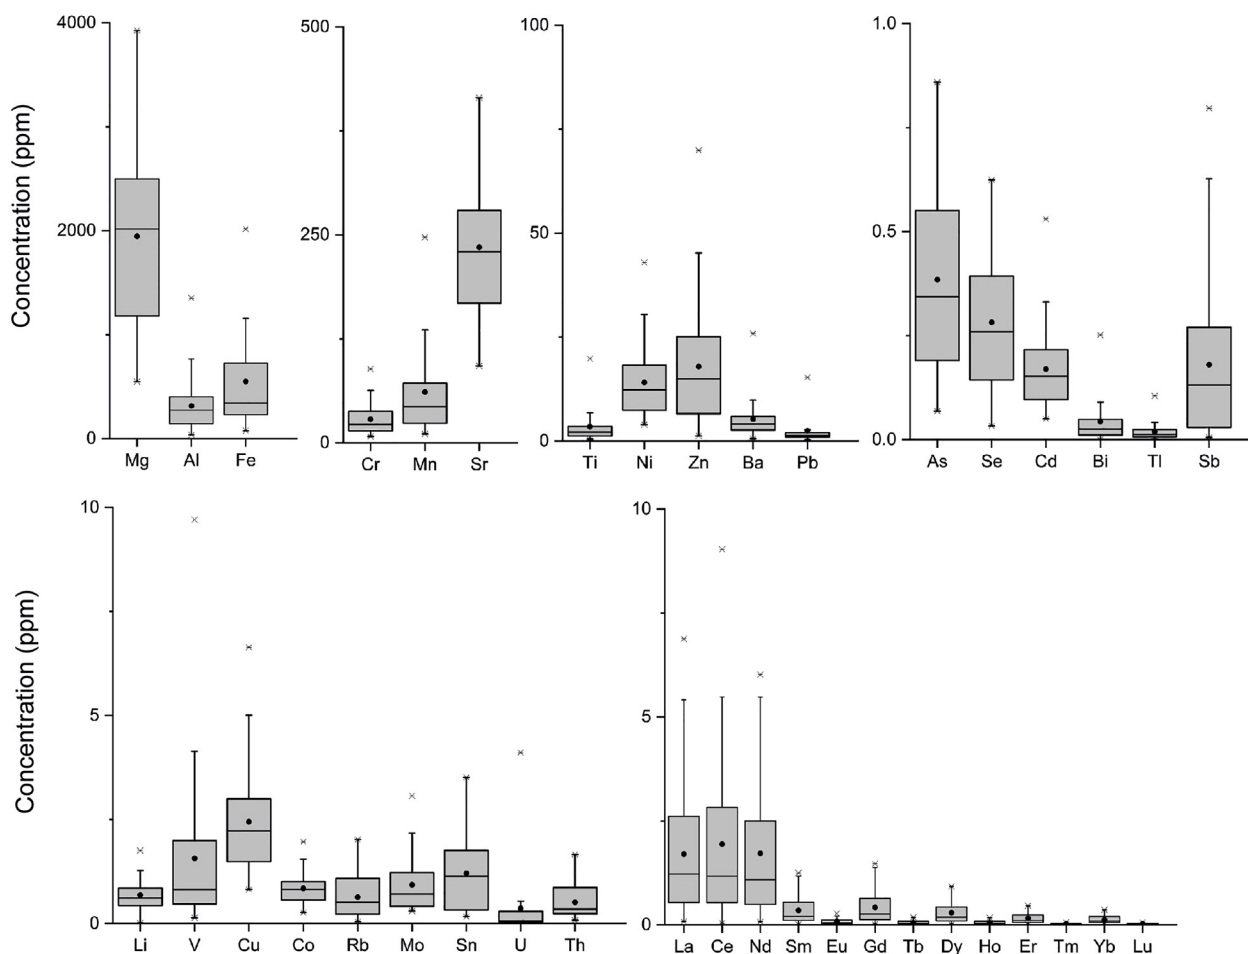 Concentration (ppm)
4000
2000
0
Mg Al Fe
500
250
0
Cr Mn Sr
100
50
0
Ti Ni Zn Ba Pb
1.0
0.5
0.0
As Se Cd Bi Tl Sb
Concentration (ppm)
10
5
0
Li V Cu Co Rb Mo Sn U Th
10
5
0
La Ce Nd Sm Eu Gd Tb Dy Ho Er Tm Yb Lu